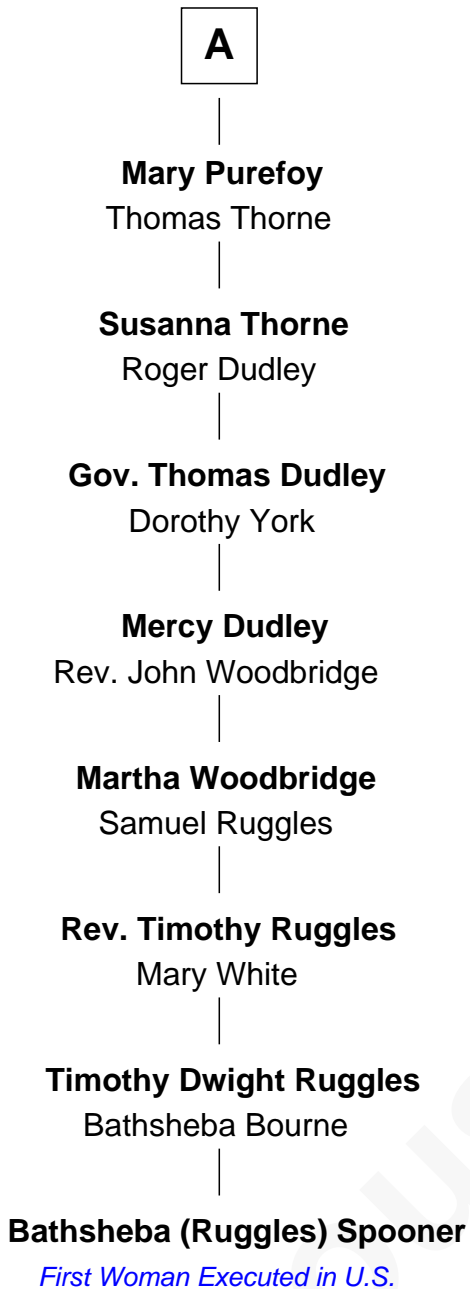 A
Mary Purefoy
Thomas Thorne
Susanna Thorne
Roger Dudley
Gov. Thomas Dudley
Dorothy York
Mercy Dudley
Rev. John Woodbridge
Martha Woodbridge
Samuel Ruggles
Rev. Timothy Ruggles
Mary White
Timothy Dwight Ruggles
Bathsheba Bourne
Bathsheba (Ruggles) Spooner
First Woman Executed in U.S.